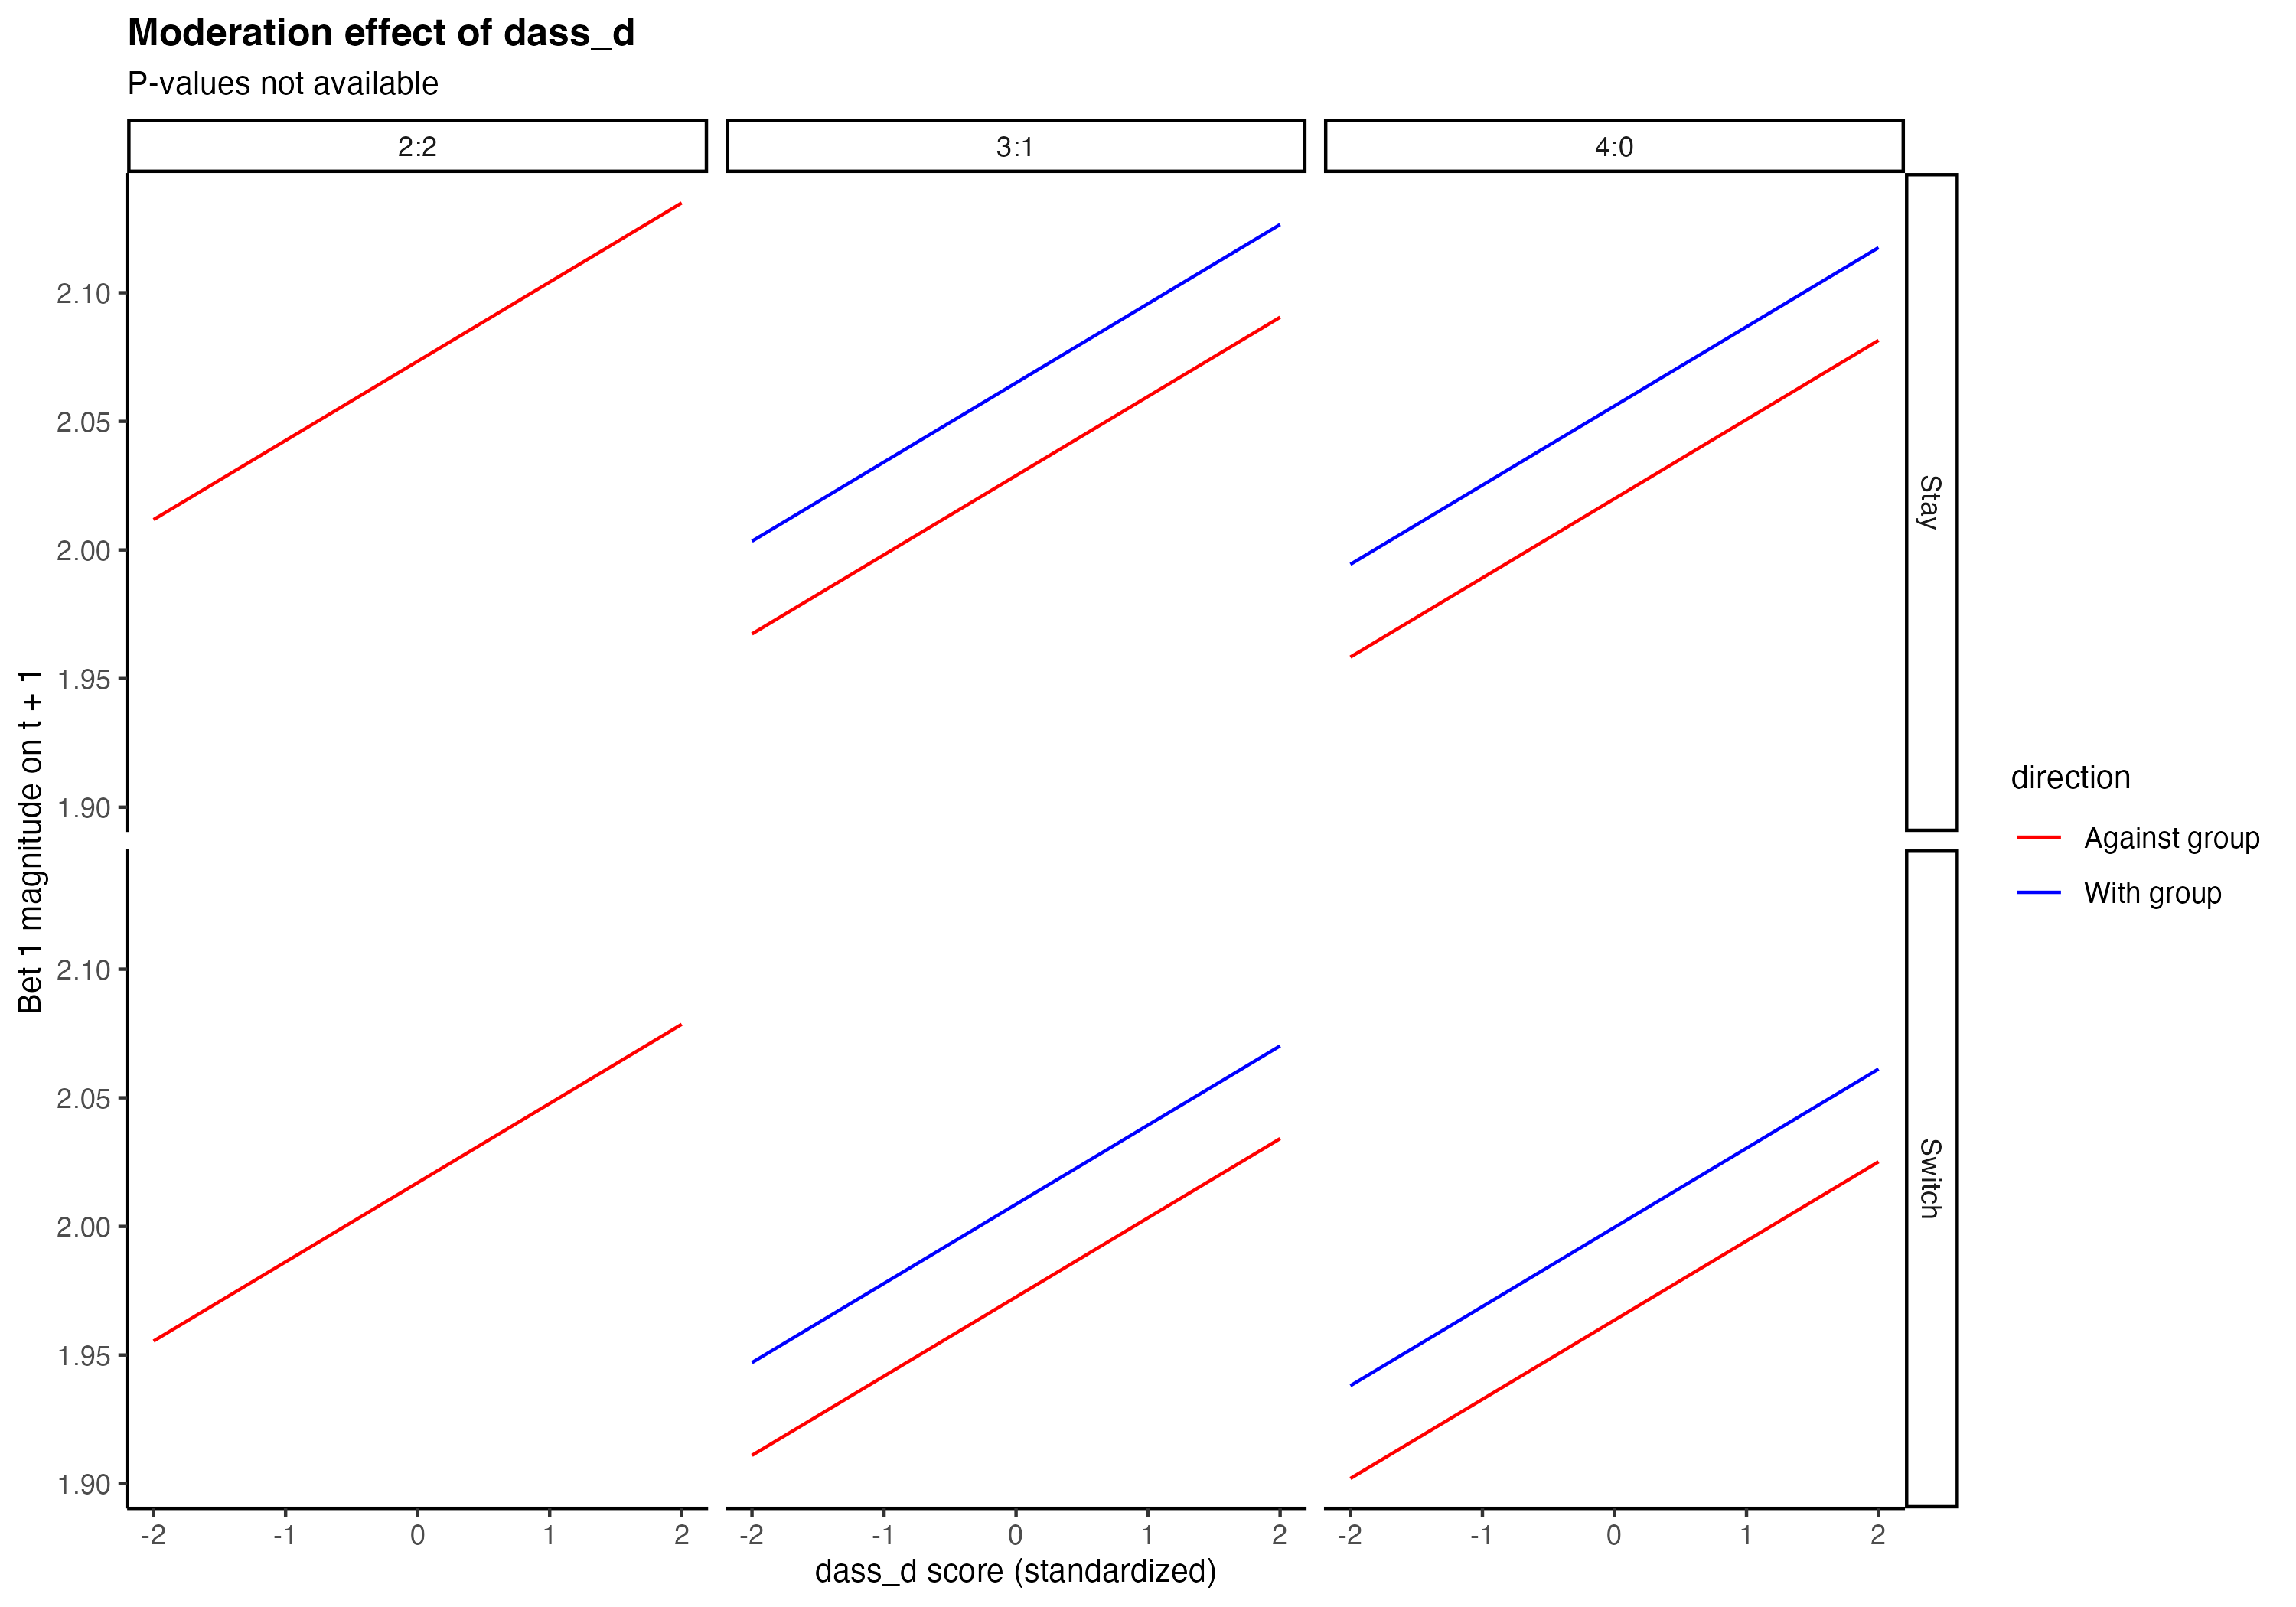 Moderation effect of dass_d
P-values not available
2:2
3:1
4:0
2.10
2.05
2.00
1.95
1.90
Stay
2.10
2.05
2.00
1.95
1.90
Switch
Bet 1 magnitude on t + 1
-2 -1 0 1 2
-2 -1 0 1 2
-2 -1 0 1 2
dass_d score (standardized)
direction
Against group
With group